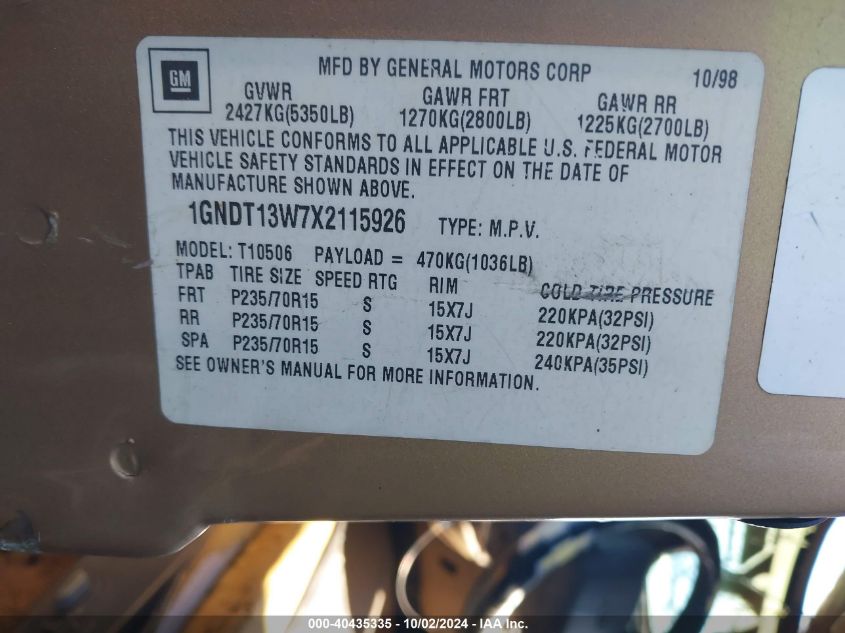 GM
MFD BY GENERAL MOTORS CORP 10/98
GVWR GAWR FRT GAWR RR
2427KG(5350LB) 1270KG(2800LB) 1225KG(2700LB)
THIS VEHICLE CONFORMS TO ALL APPLICABLE U.S. FEDERAL MOTOR
VEHICLE SAFETY STANDARDS IN EFFECT ON THE DATE OF
MANUFACTURE SHOWN ABOVE.
1GNDT13W7X2115926 TYPE: M.P.V.
MODEL: T10506 PAYLOAD = 470KG(1036LB)
TPAB TIRE SIZE SPEED RTG RIM COLD TIRE PRESSURE
FRT P235/70R15 S 15X7J 220KPA(32PSI)
RR P235/70R15 S 15X7J 220KPA(32PSI)
SPA P235/70R15 S 15X7J 240KPA(35PSI)
SEE OWNER'S MANUAL FOR MORE INFORMATION.
000-40435335 - 10/02/2024 - IAA Inc.